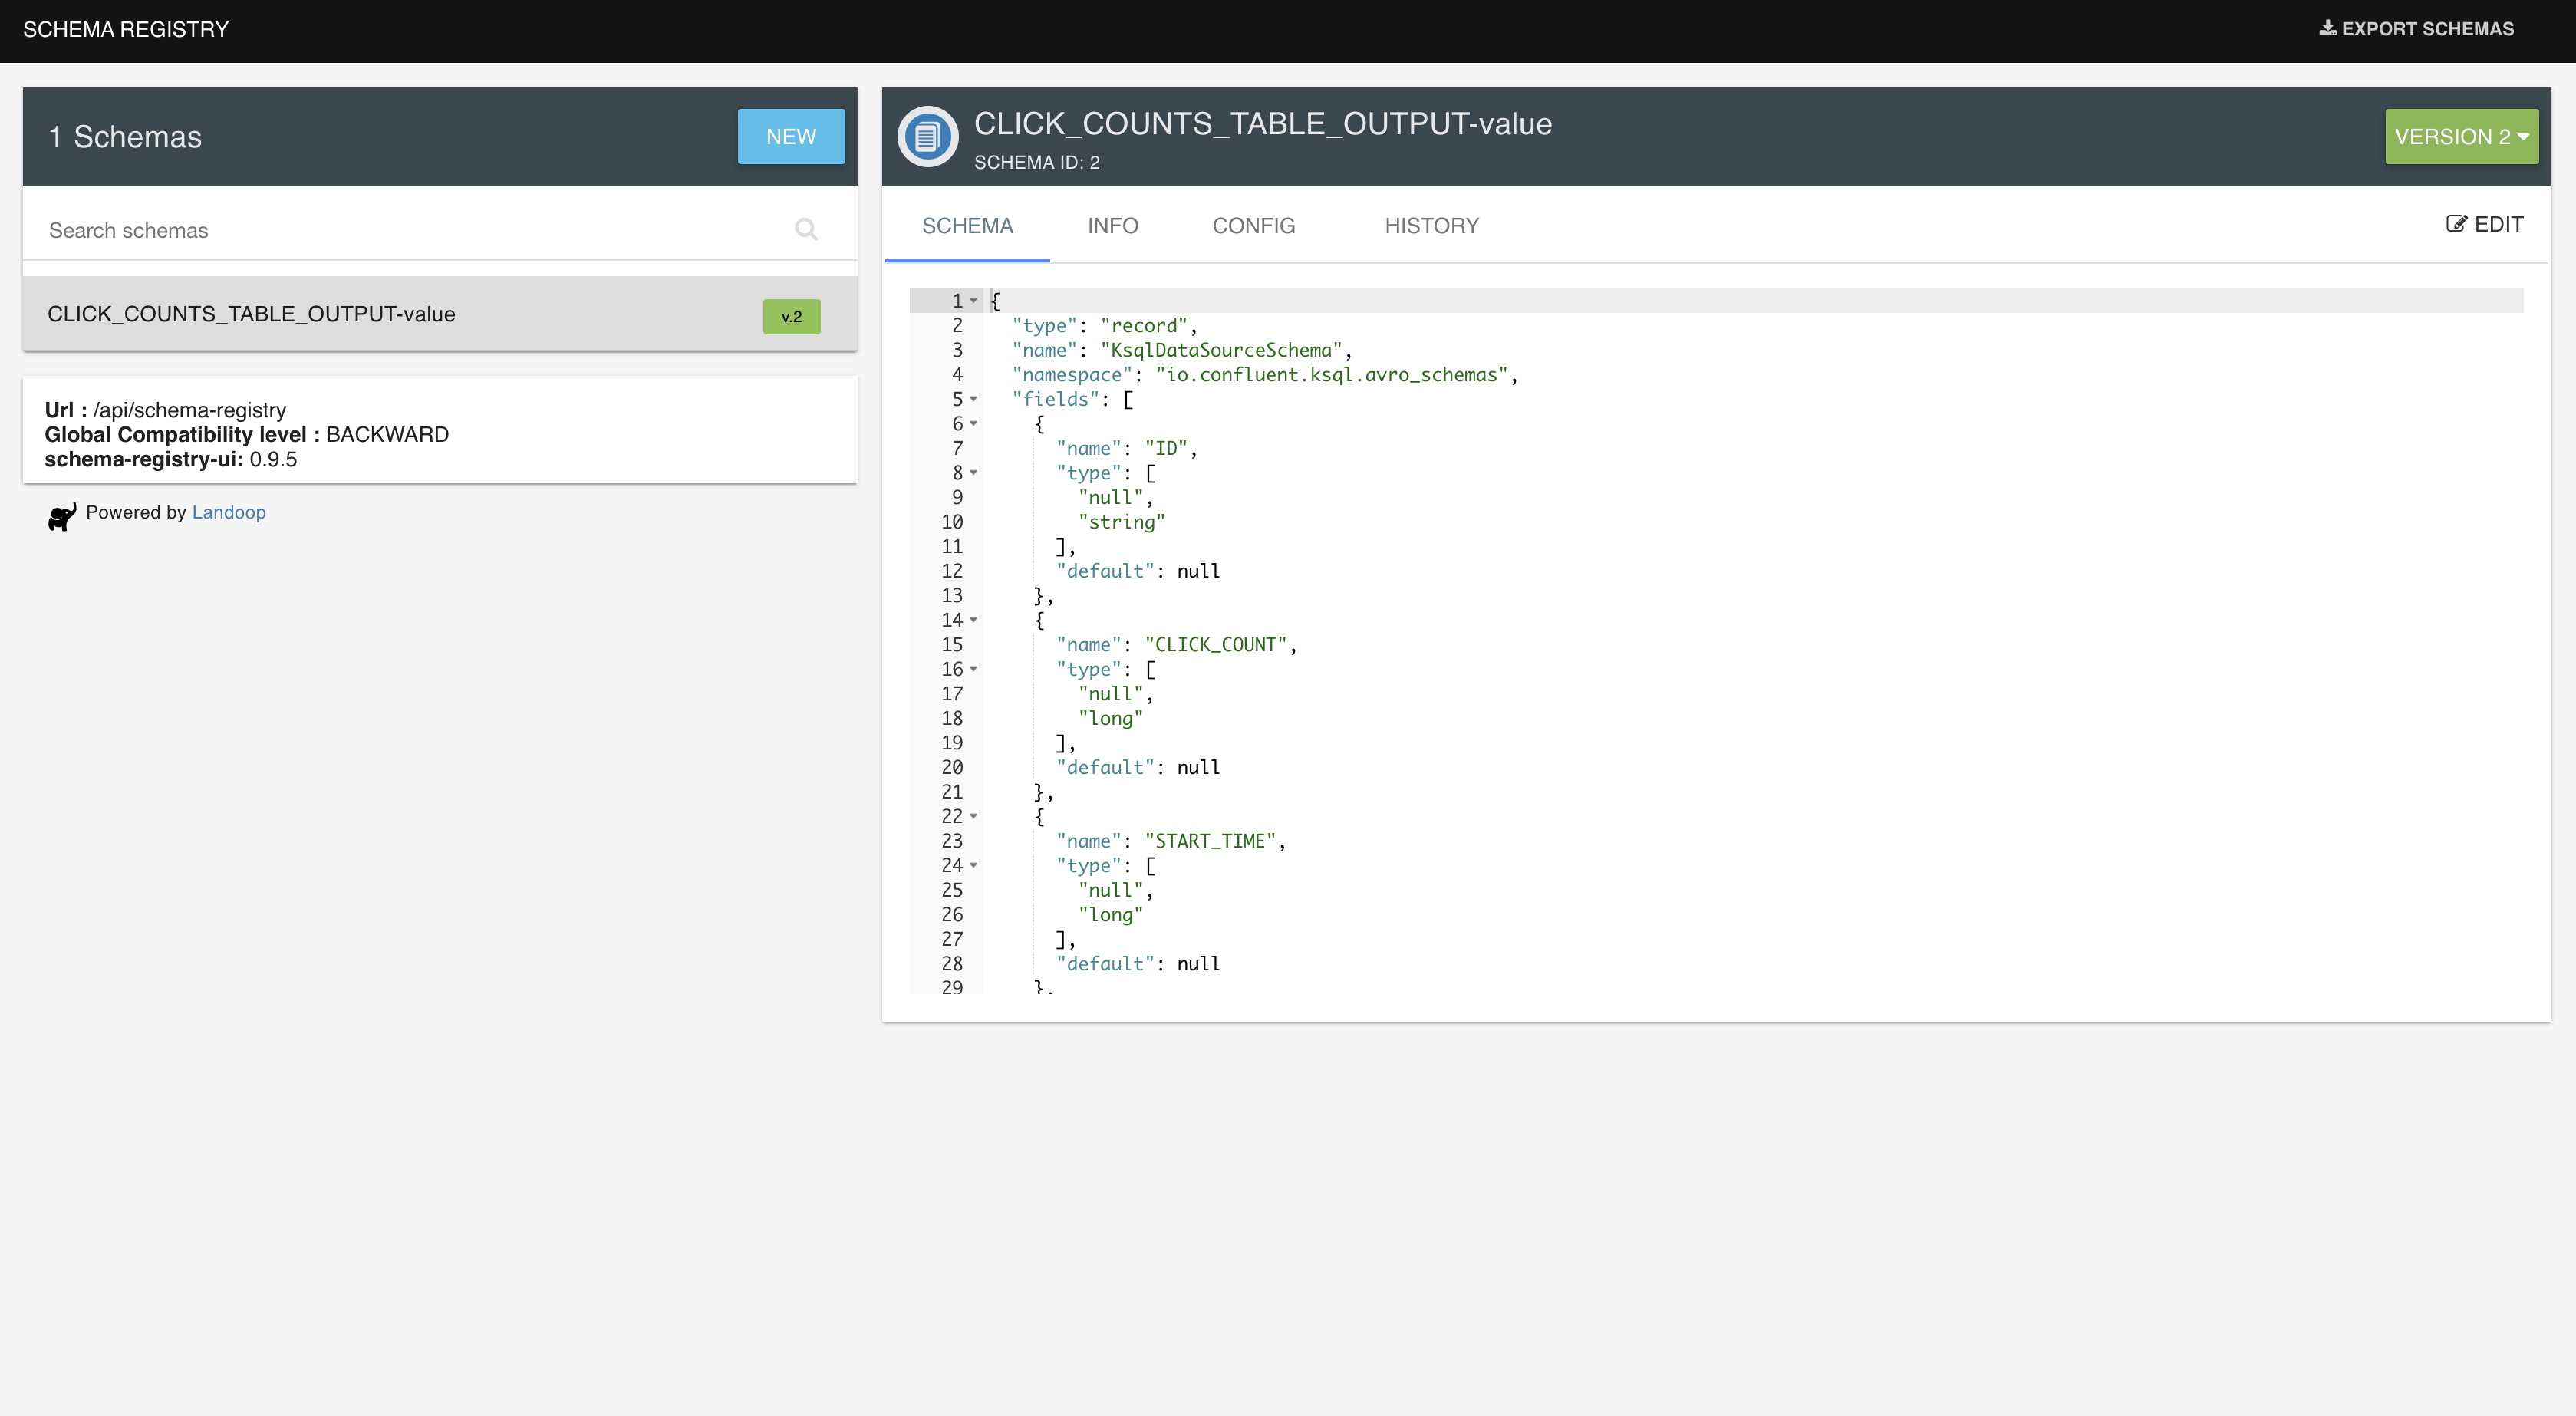 SCHEMA REGISTRY
EXPORT SCHEMAS
1 Schemas
NEW
Search schemas
CLICK_COUNTS_TABLE_OUTPUT-value
v.2
Url : /api/schema-registry
Global Compatibility level : BACKWARD
schema-registry-ui: 0.9.5
Powered by Landoop
CLICK_COUNTS_TABLE_OUTPUT-value
SCHEMA ID: 2
VERSION 2
SCHEMA
INFO
CONFIG
HISTORY
EDIT
1 {
2 "type": "record",
3 "name": "KsqlDataSourceSchema",
4 "namespace": "io.confluent.ksql.avro_schemas",
5 "fields": [
6 {
7 "name": "ID",
8 "type": [
9 "null",
10 "string"
11 ],
12 "default": null
13 },
14 {
15 "name": "CLICK_COUNT",
16 "type": [
17 "null",
18 "long"
19 ],
20 "default": null
21 },
22 {
23 "name": "START_TIME",
24 "type": [
25 "null",
26 "long"
27 ],
28 "default": null
29 },